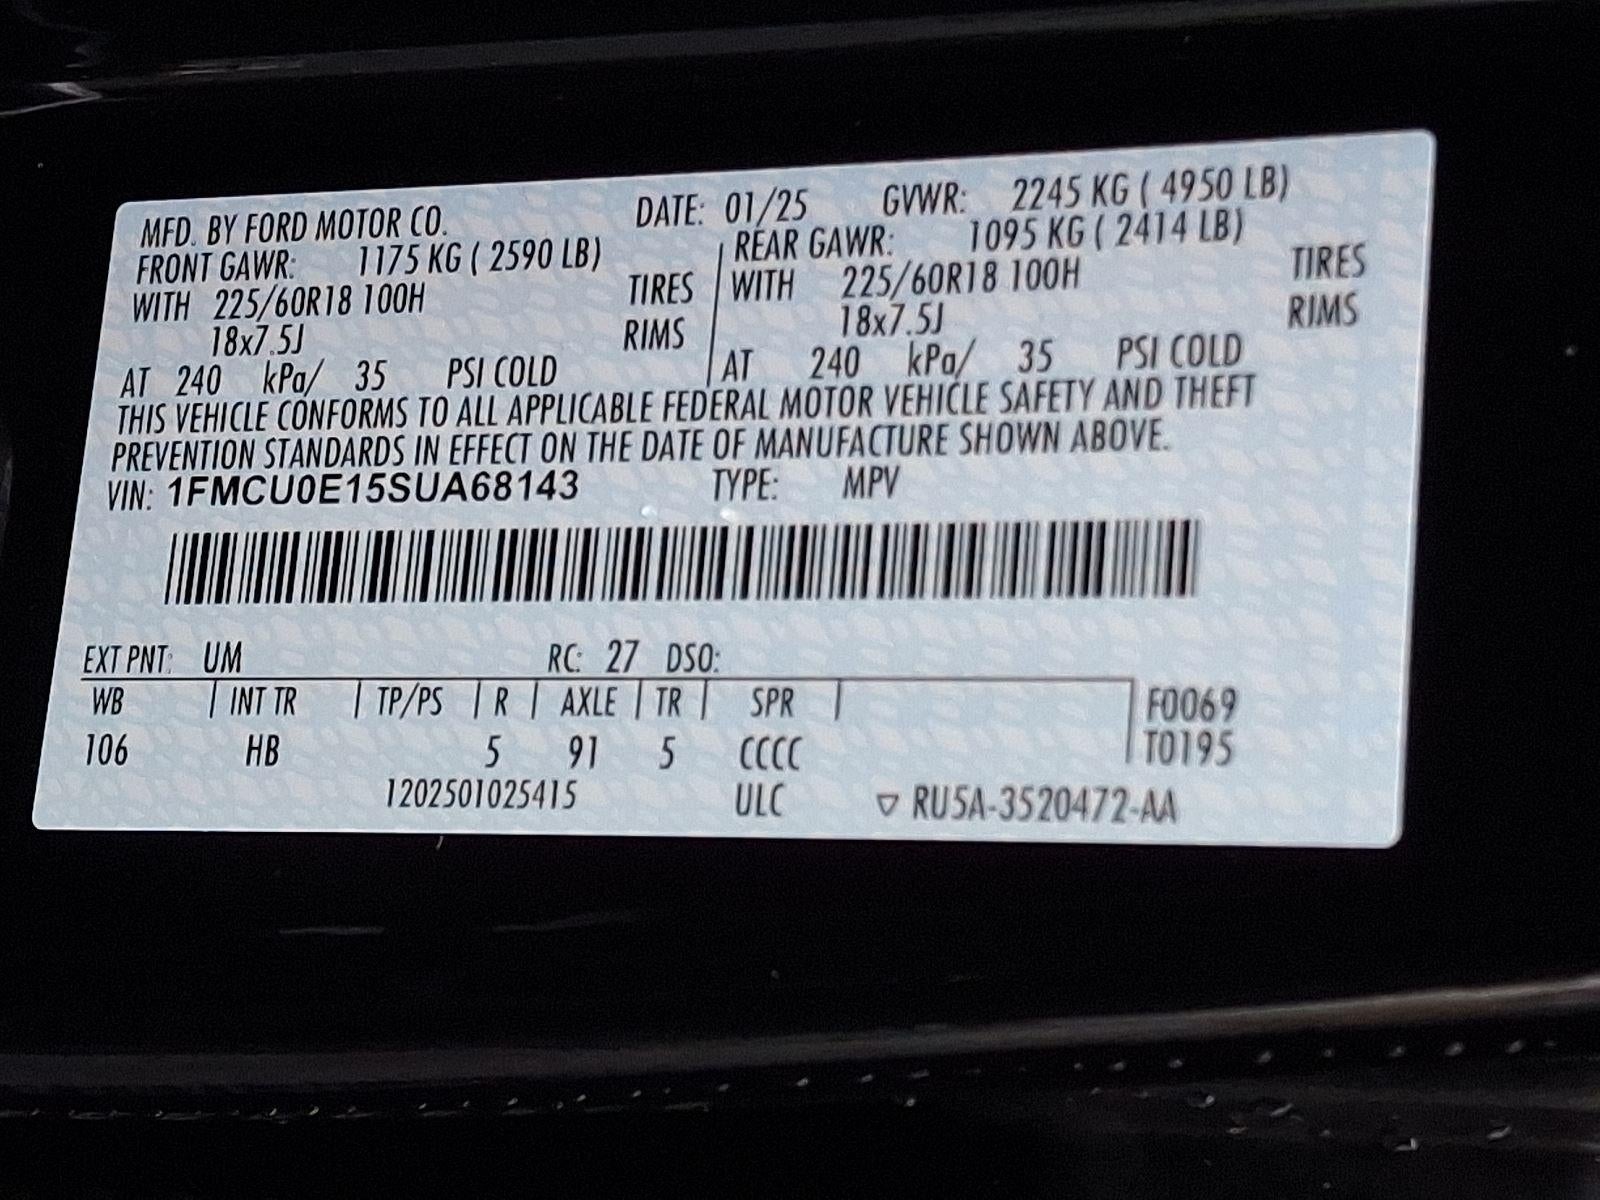 MFD. BY FORD MOTOR CO. DATE: 01/25 GVWR: 2245 KG ( 4950 LB)
FRONT GAWR: 1175 KG ( 2590 LB) REAR GAWR: 1095 KG ( 2414 LB)
WITH 225/60R18 100H TIRES WITH 225/60R18 100H TIRES
18x7.5J RIMS 18x7.5J RIMS
AT 240 kPa/ 35 PSI COLD AT 240 kPa/ 35 PSI COLD
THIS VEHICLE CONFORMS TO ALL APPLICABLE FEDERAL MOTOR VEHICLE SAFETY AND THEFT
PREVENTION STANDARDS IN EFFECT ON THE DATE OF MANUFACTURE SHOWN ABOVE.
VIN: 1FMCU0E15SUA68143 TYPE: MPV
EXT PNT: UM RC: 27 DSO:
WB INT TR TP/PS R AXLE TR SPR F0069
106 HB 5 91 5 CCCC T0195
1202501025415 ULC ▽ RU5A-3520472-AA